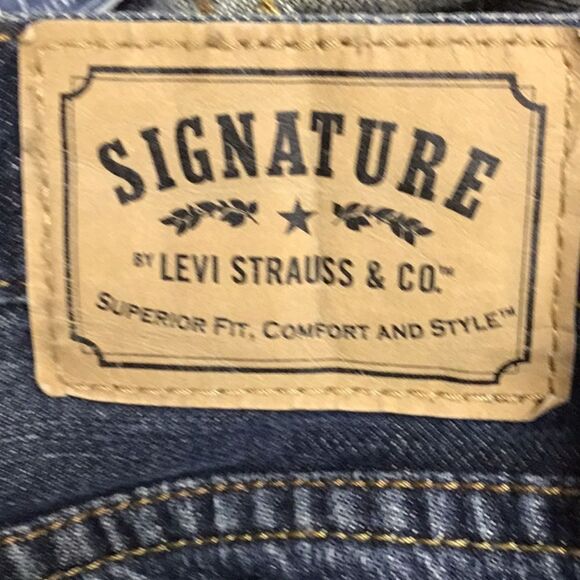 SIGNATURE
BY LEVI STRAUSS & CO.™
SUPERIOR FIT, COMFORT AND STYLE™